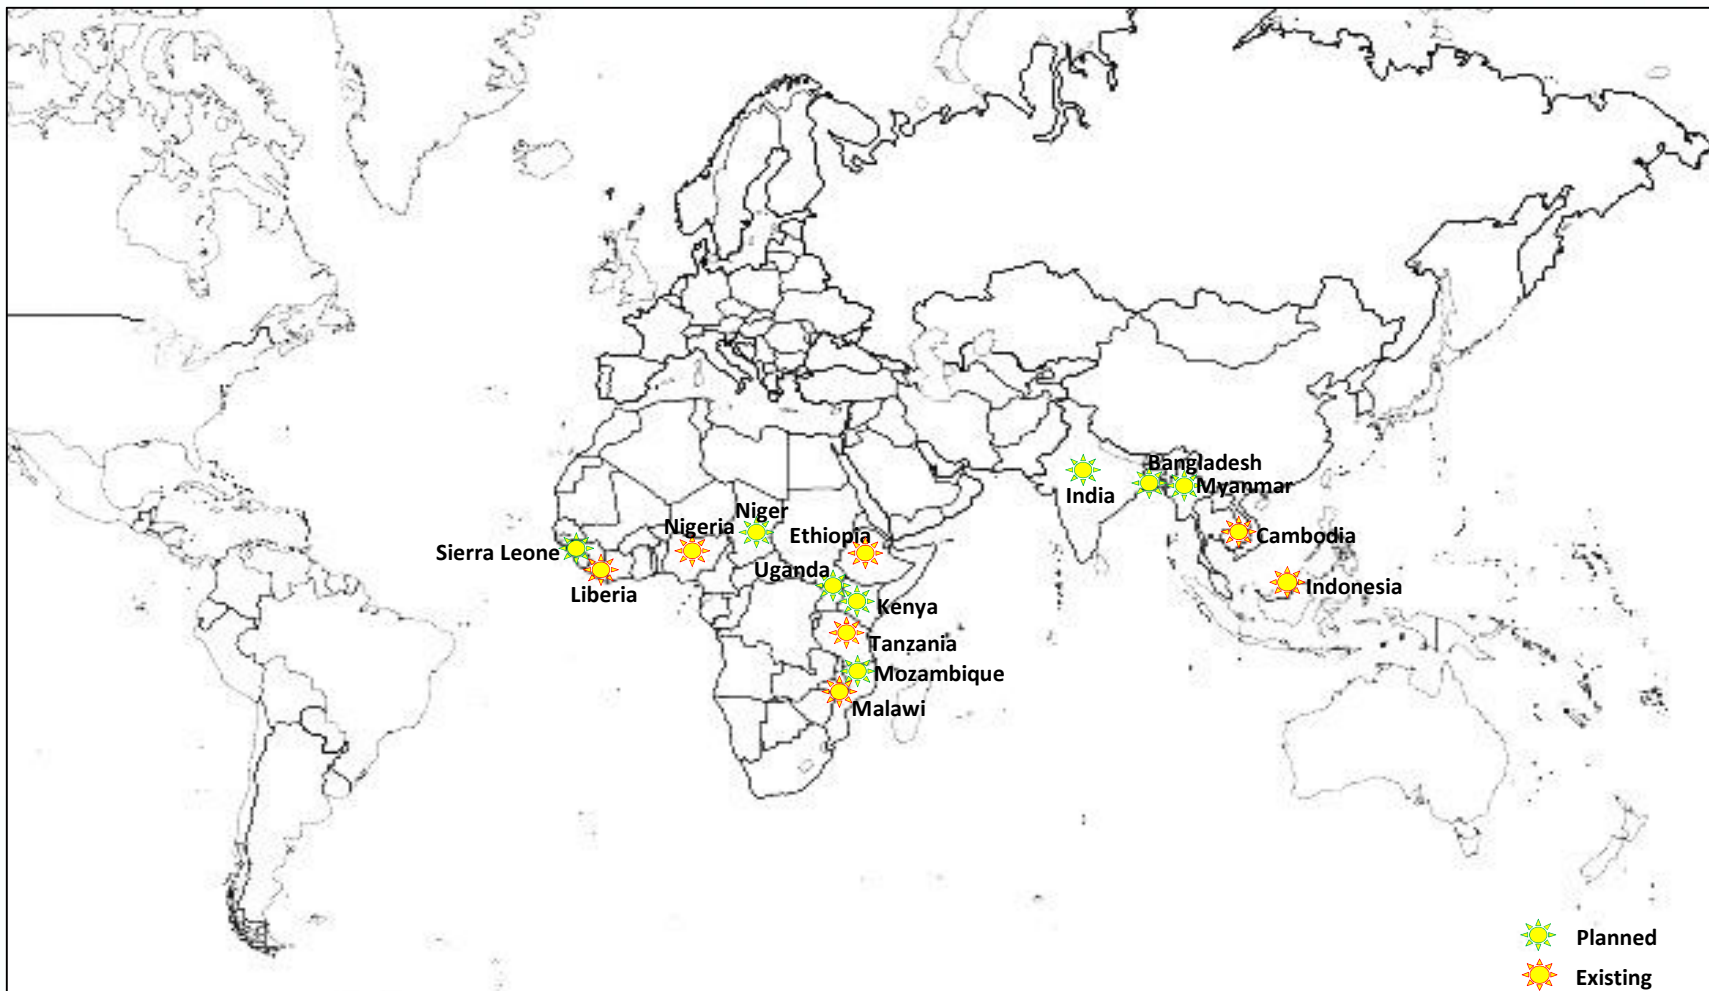 Bangladesh
India
Myanmar
Niger
Nigeria
Ethiopia
Cambodia
Sierra Leone
Uganda
Liberia
Kenya
Indonesia
Tanzania
Mozambique
Malawi
Planned
Existing